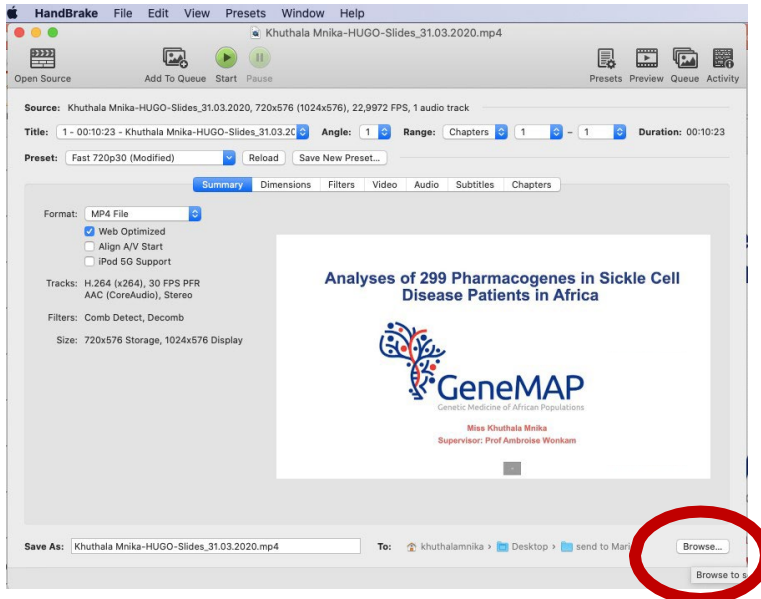 HandBrake File Edit View Presets Window Help
Khuthala Mnika-HUGO-Slides_31.03.2020.mp4
Open Source Add To Queue Start Pause Presets Preview Queue Activity
Source: Khuthala Mnika-HUGO-Slides_31.03.2020, 720x576 (1024x576), 22,9972 FPS, 1 audio track
Title: 1 - 00:10:23 - Khuthala Mnika-HUGO-Slides_31.03.2C Angle: 1 Range: Chapters 1 - 1 Duration: 00:10:23
Preset: Fast 720p30 (Modified) Reload Save New Preset...
Summary Dimensions Filters Video Audio Subtitles Chapters
Format: MP4 File
Web Optimized
Align A/V Start
iPod 5G Support
Tracks: H.264 (x264), 30 FPS PFR
AAC (CoreAudio), Stereo
Filters: Comb Detect, Decomb
Size: 720x576 Storage, 1024x576 Display
Analyses of 299 Pharmacogenes in Sickle Cell
Disease Patients in Africa
GeneMAP
Genetic Medicine of African Populations
Miss Khuthala Mnika
Supervisor: Prof Ambroise Wonkam
Save As: Khuthala Mnika-HUGO-Slides_31.03.2020.mp4 To: khuthalamnika › Desktop › send to Mari Browse...
Browse to s